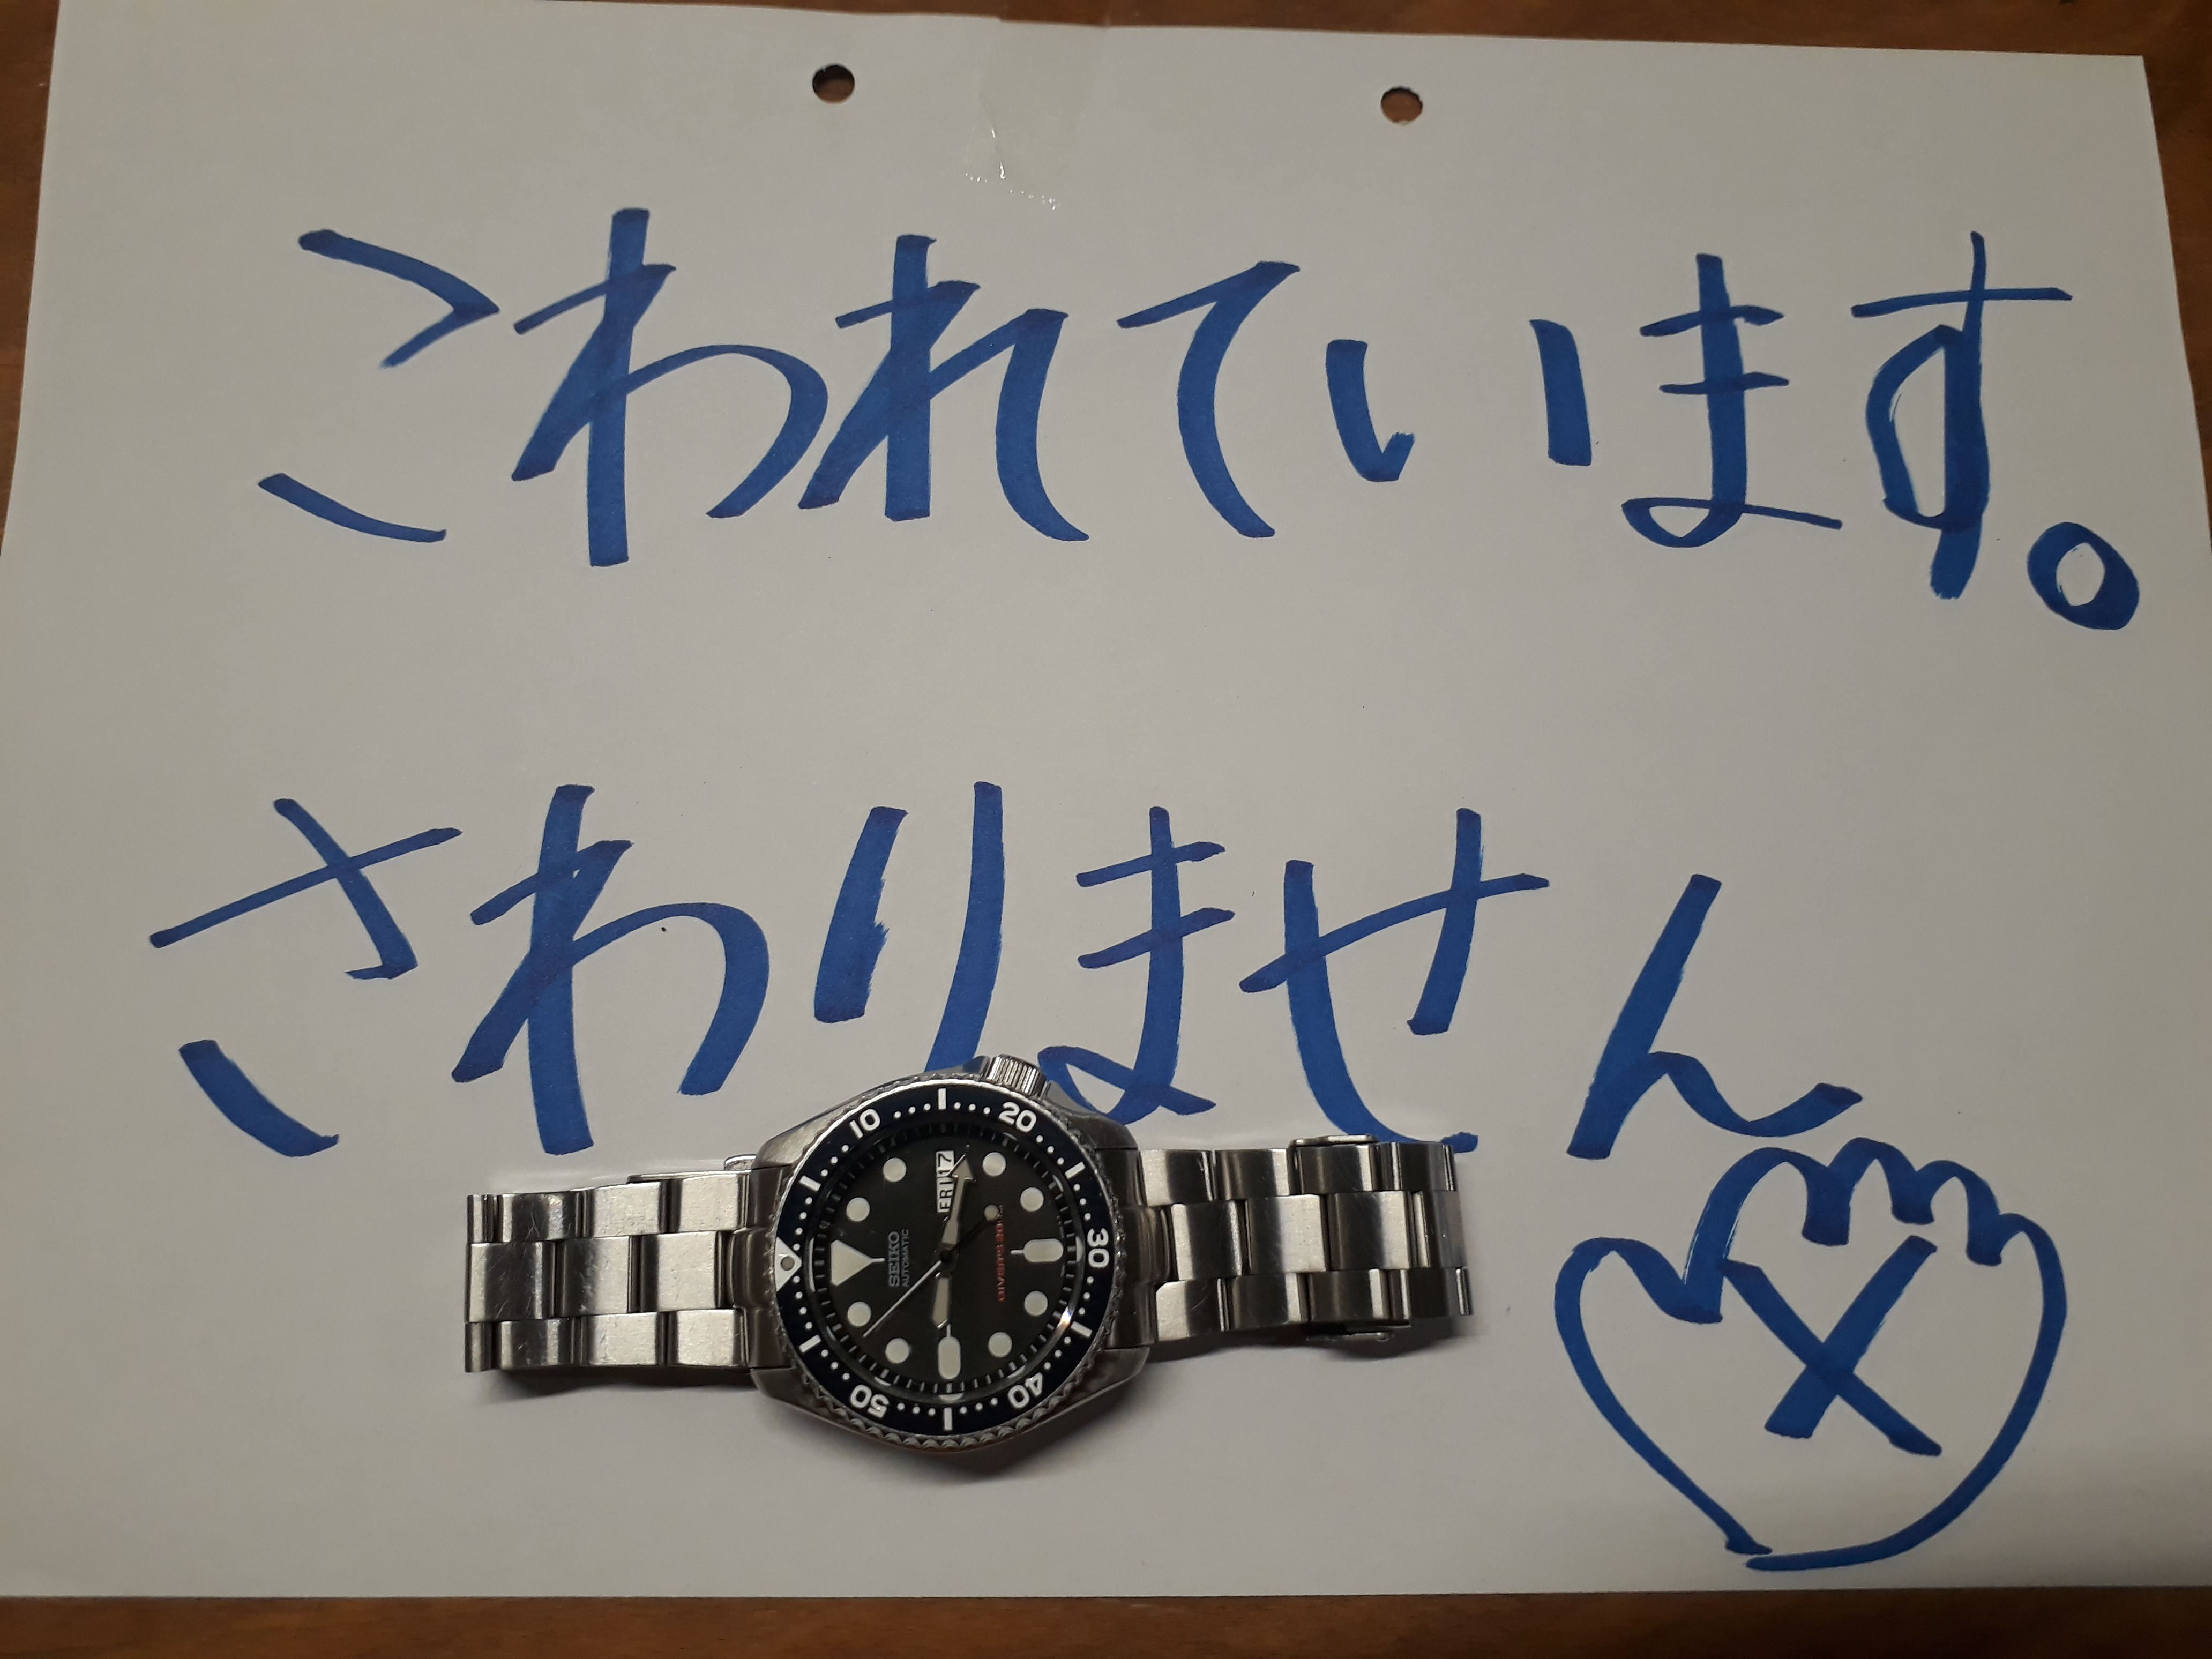 こわれています。
さわりません
10 20 30 40 50
FRI 17
SEIKO
AUTOMATIC